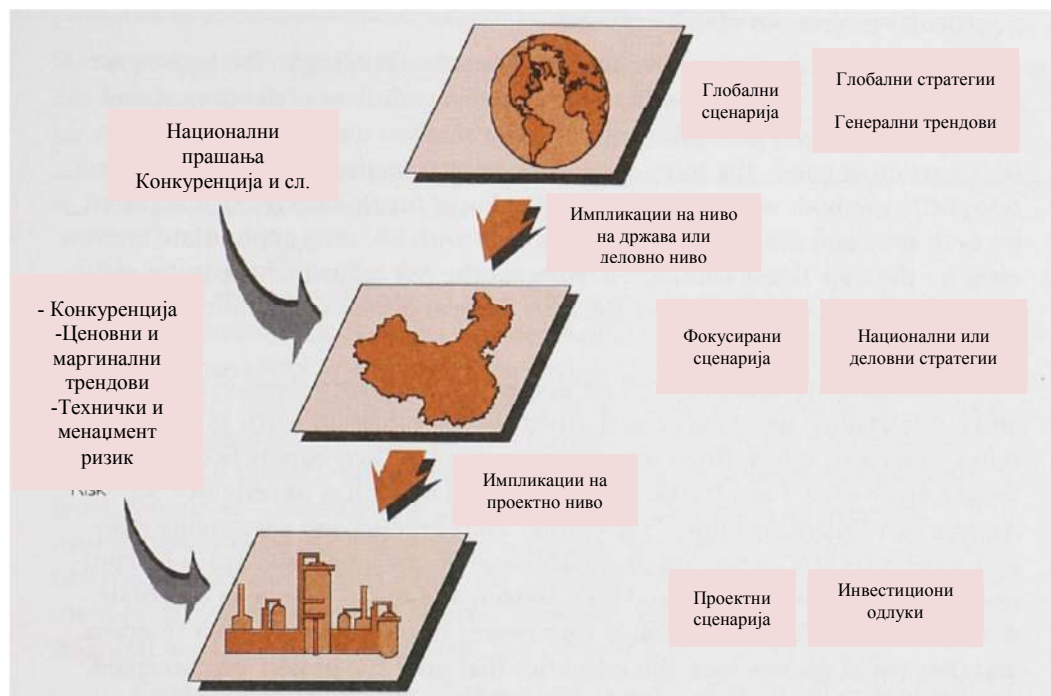 Глобални
сценарија
Глобални стратегии
Генерални трендови
Национални
прашања
Конкуренција и сл.
Импликации на ниво
на држава или
деловно ниво
- Конкуренција
-Ценовни и
маргинални
трендови
-Технички и
менаџмент
ризик
Фокусирани
сценарија
Национални или
деловни стратегии
Импликации на
проектно ниво
Проектни
сценарија
Инвестициони
одлуки